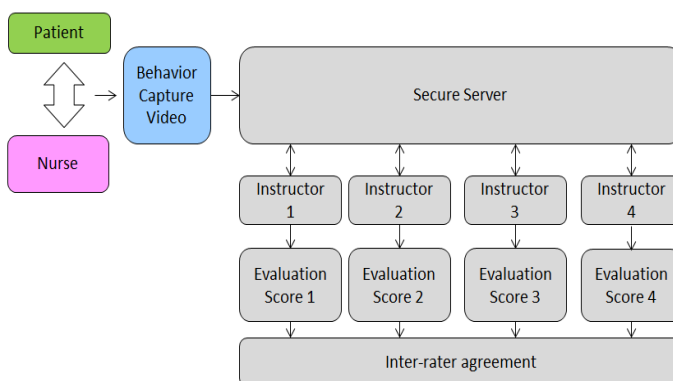 Patient
Nurse
Behavior
Capture
Video
Secure Server
Instructor
1
Instructor
2
Instructor
3
Instructor
4
Evaluation
Score 1
Evaluation
Score 2
Evaluation
Score 3
Evaluation
Score 4
Inter-rater agreement